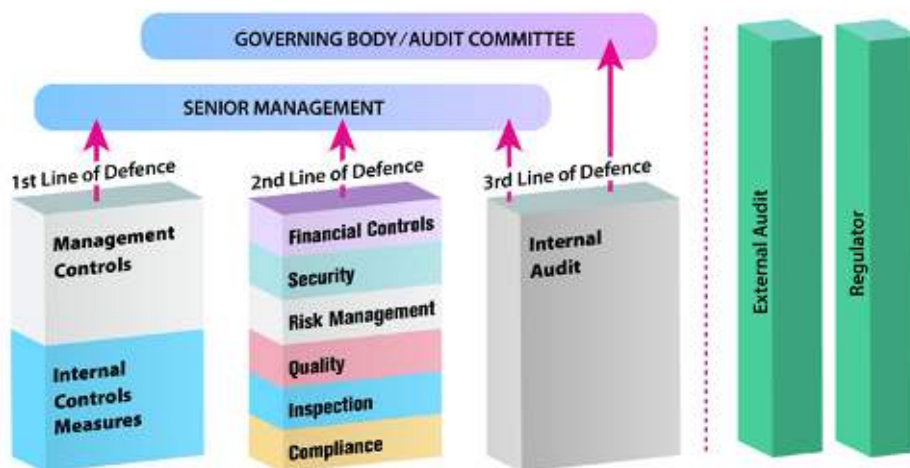 GOVERNING BODY/AUDIT COMMITTEE
SENIOR MANAGEMENT
1st Line of Defence
Management
Controls
Internal
Controls
Measures
2nd Line of Defence
Financial Controls
Security
Risk Management
Quality
Inspection
Compliance
3rd Line of Defence
Internal
Audit
External Audit
Regulator